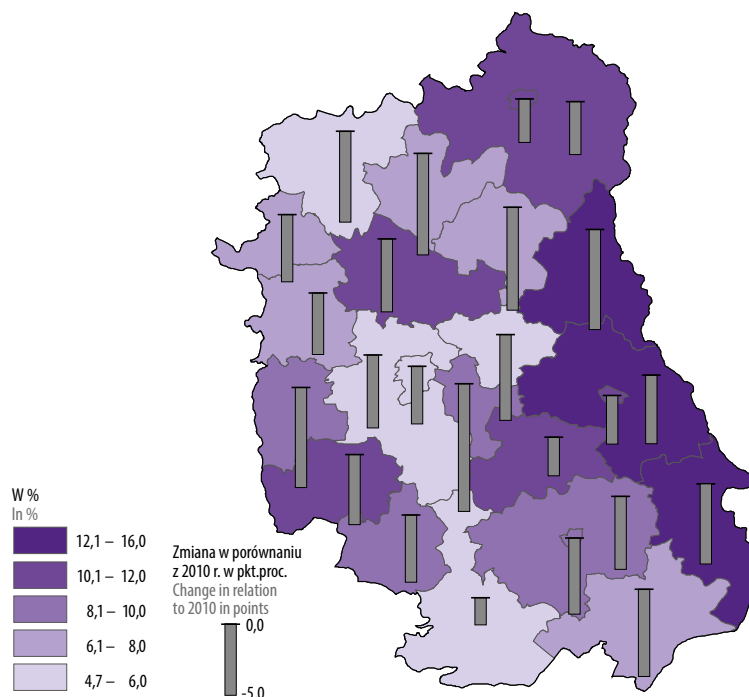 W %
In %
12,1 – 16,0
10,1 – 12,0
8,1 – 10,0
6,1 – 8,0
4,7 – 6,0
Zmiana w porównaniu
z 2010 r. w pkt.proc.
Change in relation
to 2010 in points
0,0
-5,0